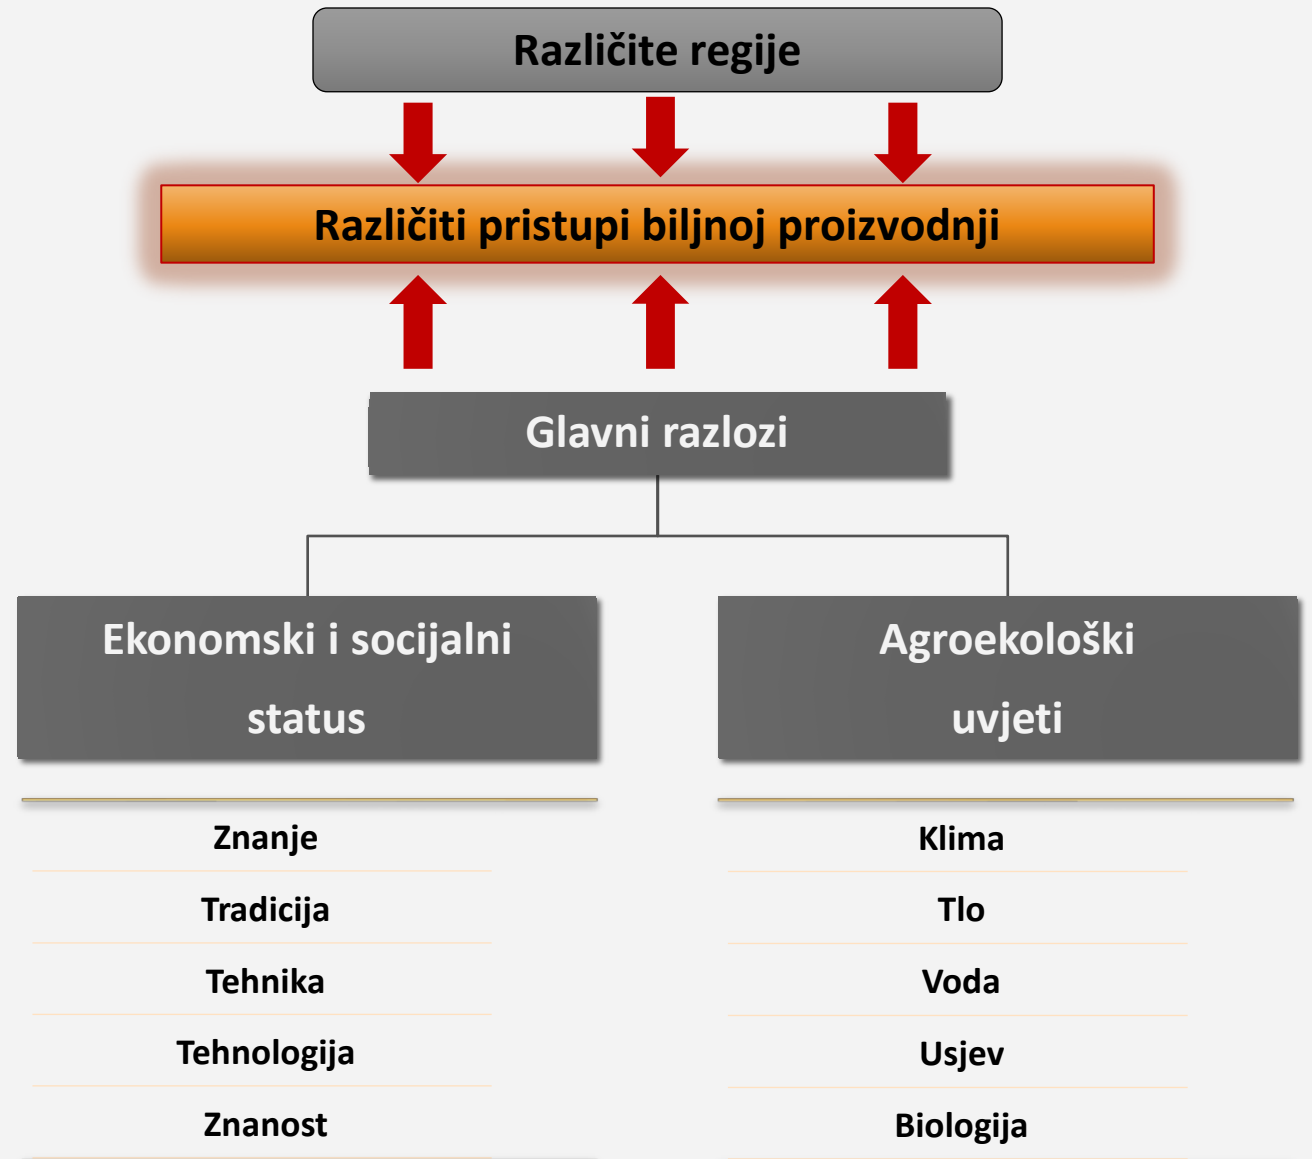 Različite regije
Različiti pristupi biljnoj proizvodnji
Glavni razlozi
Ekonomski i socijalni
status
Znanje
Tradicija
Tehnika
Tehnologija
Znanost
Agroekološki
uvjeti
Klima
Tlo
Voda
Usjev
Biologija